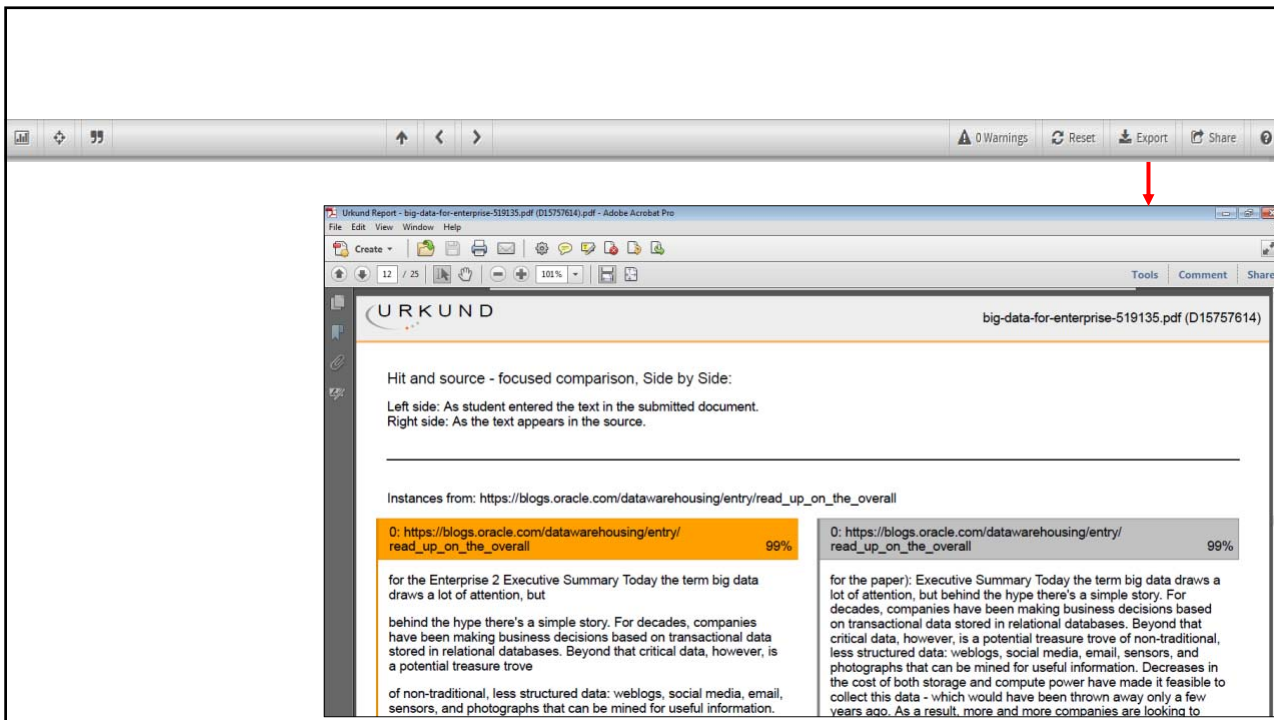 0 Warnings Reset Export Share
Urkund Report - big-data-for-enterprise-519135.pdf (D15757614).pdf - Adobe Acrobat Pro
File Edit View Window Help
Create
12 / 25 101% Tools Comment Share
URKUND
big-data-for-enterprise-519135.pdf (D15757614)
Hit and source - focused comparison, Side by Side:
Left side: As student entered the text in the submitted document.
Right side: As the text appears in the source.
Instances from: https://blogs.oracle.com/datawarehousing/entry/read_up_on_the_overall
0: https://blogs.oracle.com/datawarehousing/entry/
read_up_on_the_overall 99%
for the Enterprise 2 Executive Summary Today the term big data
draws a lot of attention, but
behind the hype there's a simple story. For decades, companies
have been making business decisions based on transactional data
stored in relational databases. Beyond that critical data, however, is
a potential treasure trove
of non-traditional, less structured data: weblogs, social media, email,
sensors, and photographs that can be mined for useful information.
0: https://blogs.oracle.com/datawarehousing/entry/
read_up_on_the_overall 99%
for the paper): Executive Summary Today the term big data draws a
lot of attention, but behind the hype there's a simple story. For
decades, companies have been making business decisions based
on transactional data stored in relational databases. Beyond that
critical data, however, is a potential treasure trove of non-traditional,
less structured data: weblogs, social media, email, sensors, and
photographs that can be mined for useful information. Decreases in
the cost of both storage and compute power have made it feasible to
collect this data - which would have been thrown away only a few
years ago. As a result, more and more companies are looking to